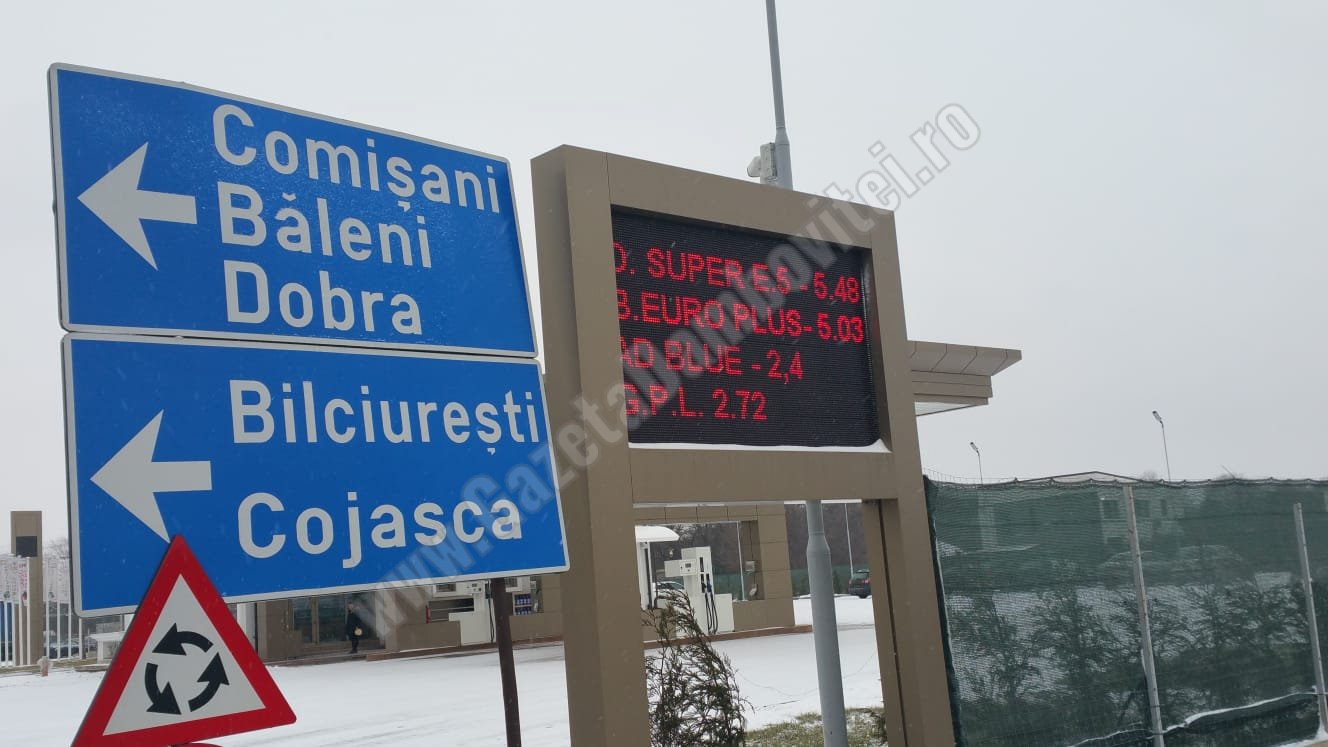 Comișani
Băleni
Dobra
Bilciurești
Cojasca
D. SUPER E.5 - 5.48
B.EURO PLUS- 5.03
AD BLUE - 2,4
G.P.L. 2.72
www.GazetaDambovitei.ro